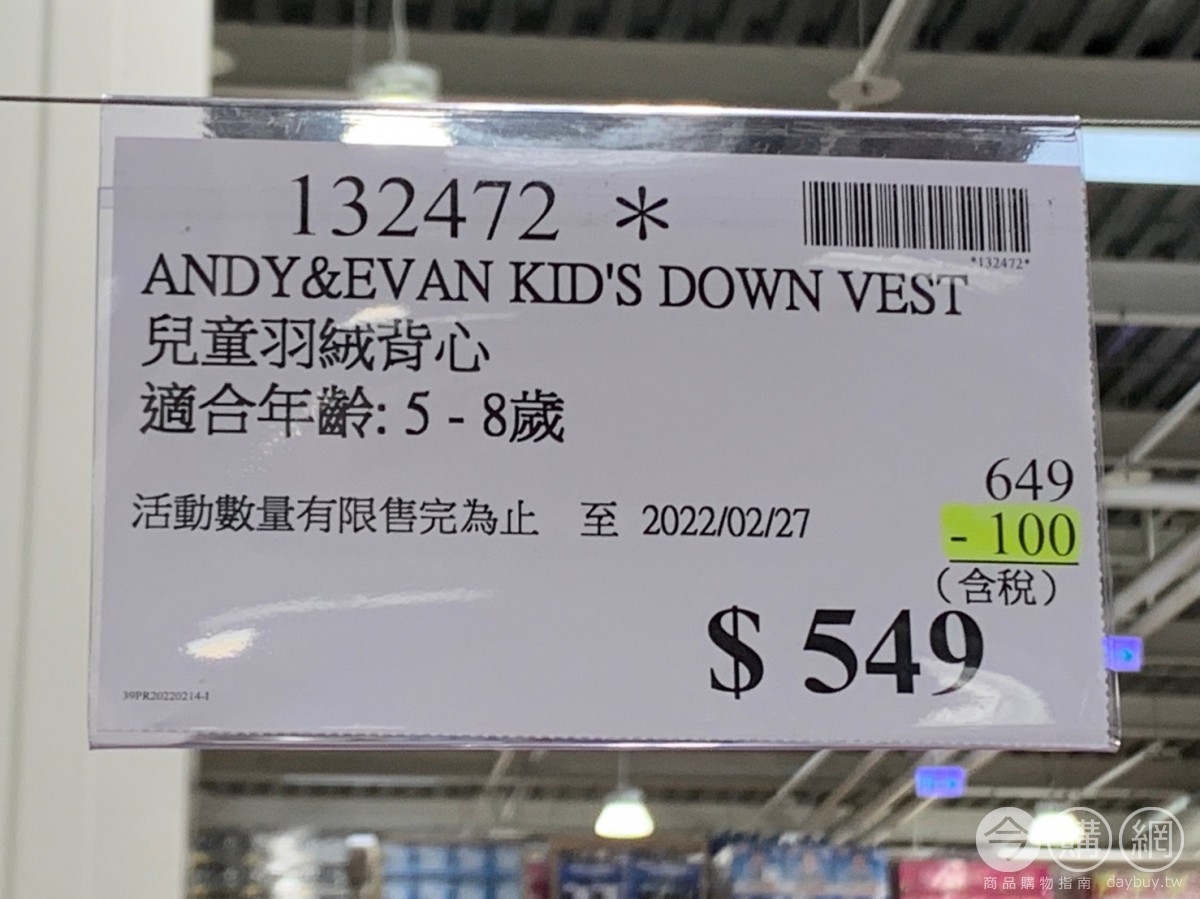 132472 *
*132472*
ANDY&EVAN KID'S DOWN VEST
兒童羽絨背心
適合年齡: 5 - 8歲
649
活動數量有限售完為止 至 2022/02/27
- 100
(含稅)
$ 549
39PR20220214-1
今購網
商品購物指南 daybuy.tw